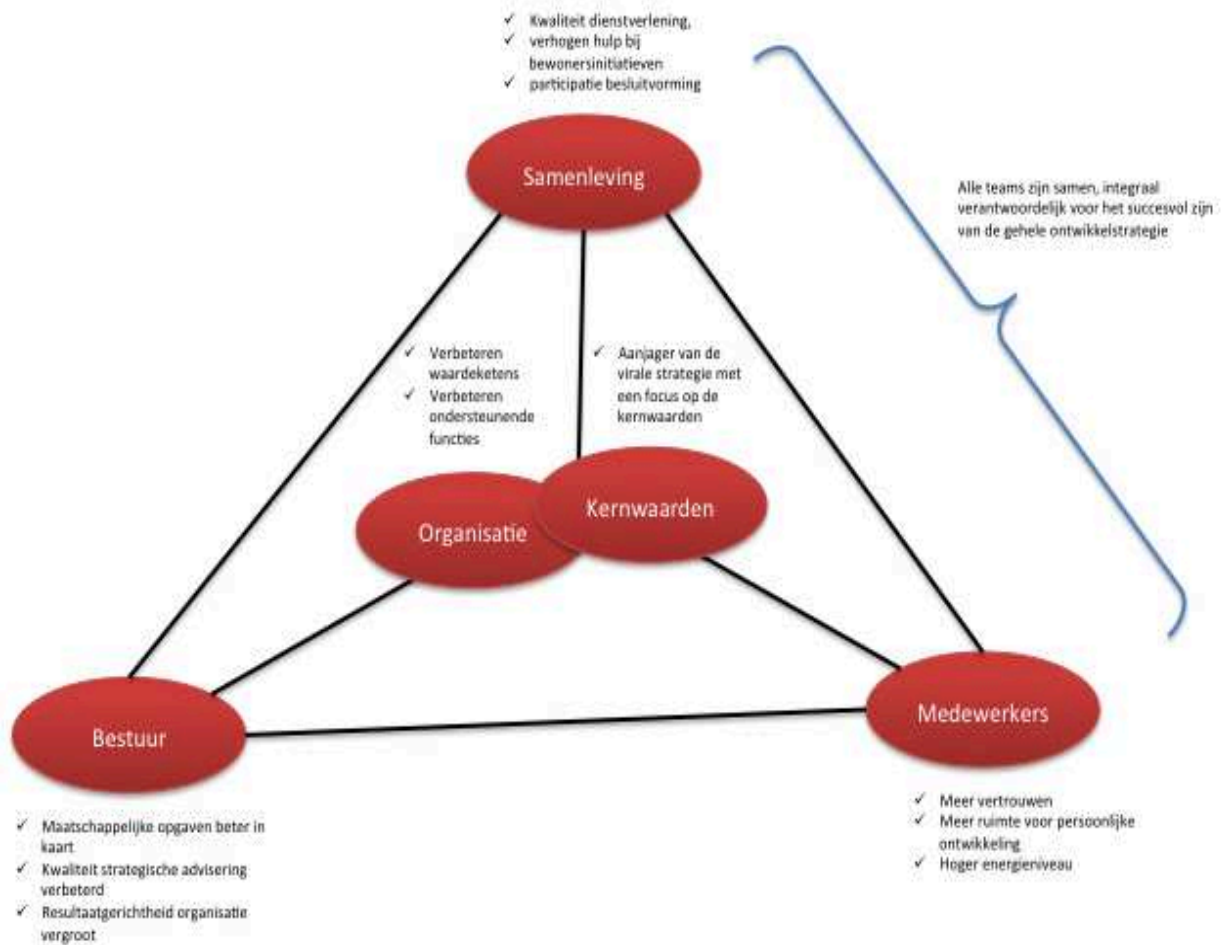 ✓ Kwaliteit dienstverlening,
✓ verhogen hulp bij
bewonersinitiatieven
✓ participatie besluitvorming
Samenleving
Alle teams zijn samen, integraal
verantwoordelijk voor het succesvol zijn
van de gehele ontwikkelstrategie
✓ Verbeteren
waardeketens
✓ Verbeteren
ondersteunende
functies
✓ Aanjager van de
virale strategie met
een focus op de
kernwaarden
Organisatie
Kernwaarden
Bestuur
Medewerkers
✓ Maatschappelijke opgaven beter in
kaart
✓ Kwaliteit strategische advisering
verbeterd
✓ Resultaatgerichtheid organisatie
vergroot
✓ Meer vertrouwen
✓ Meer ruimte voor persoonlijke
ontwikkeling
✓ Hoger energieniveau